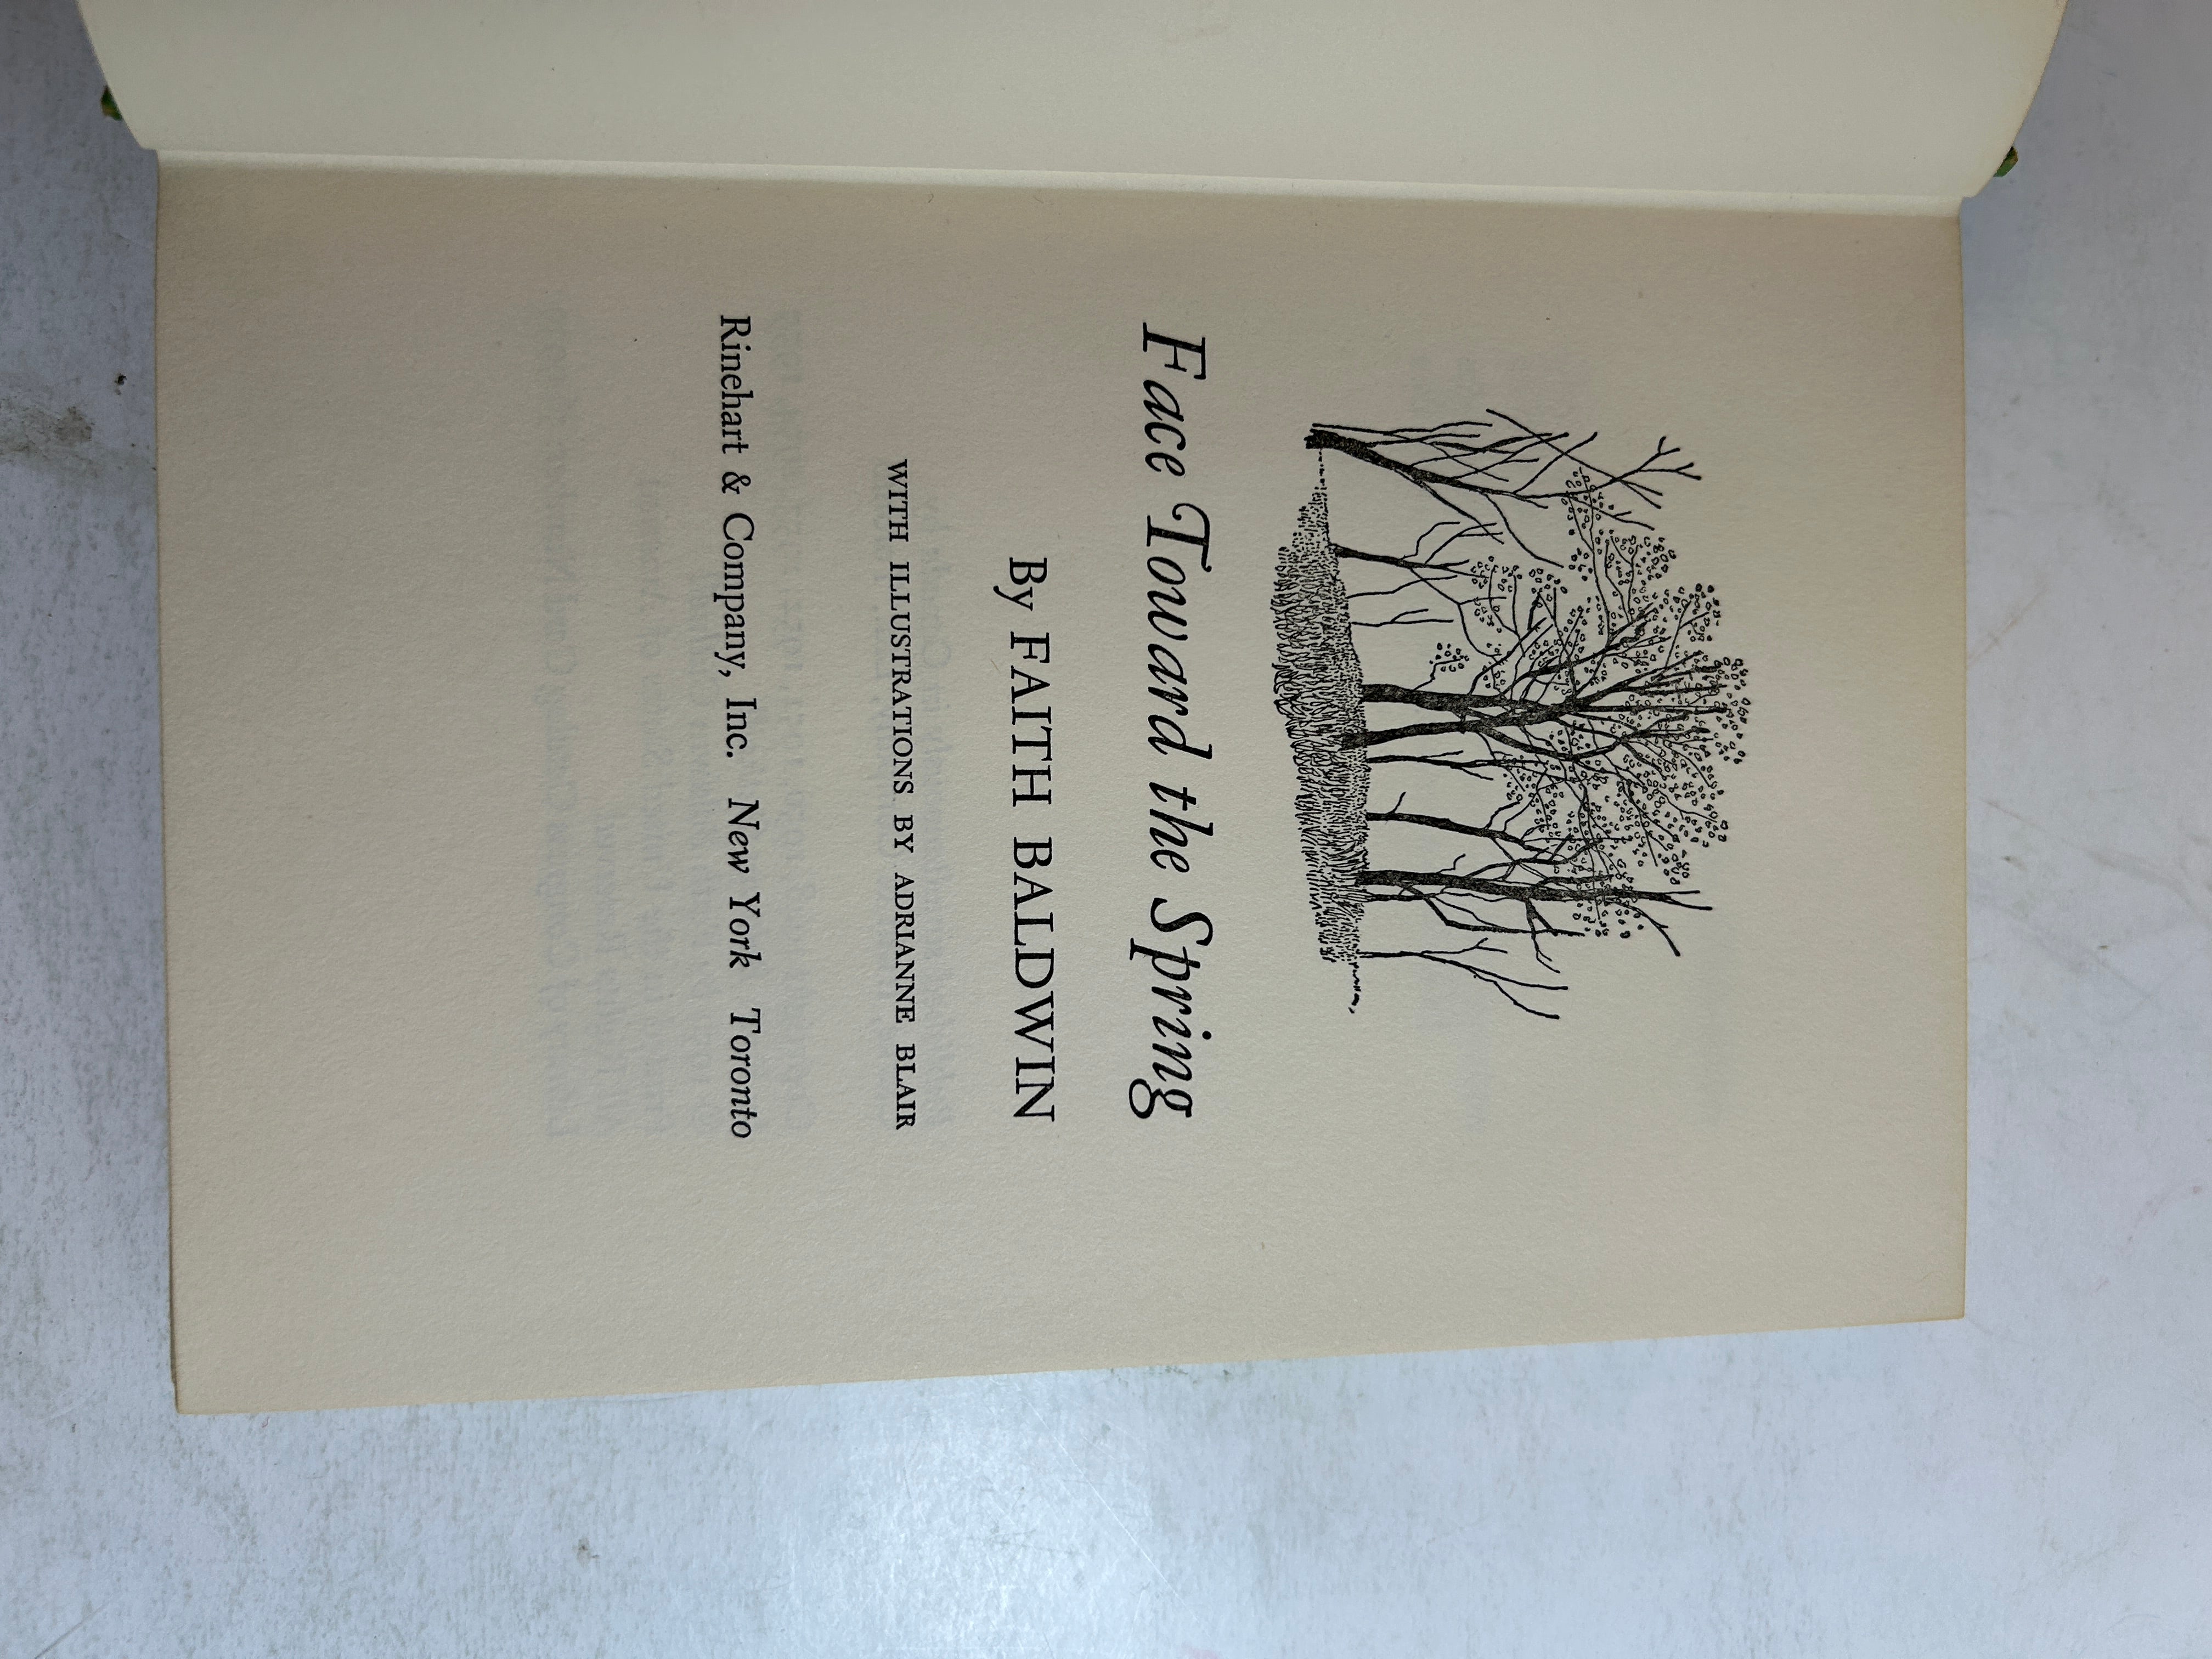 Face Toward the Spring
By FAITH BALDWIN
WITH ILLUSTRATIONS BY ADRIANNE BLAIR
Rinehart & Company, Inc. New York Toronto